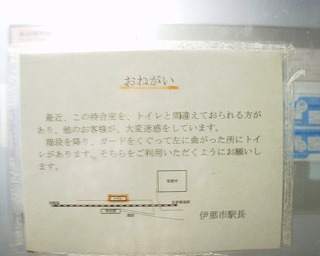 おねがい
最近、この待合室を、トイレと間違えておられる方が
あり、他のお客様が、大変迷惑をしています。
階段を降り、ガードをくぐって左に曲がった所にトイ
レがあります。そちらをご利用いただくようにお願いし
ます。
伊那市駅長